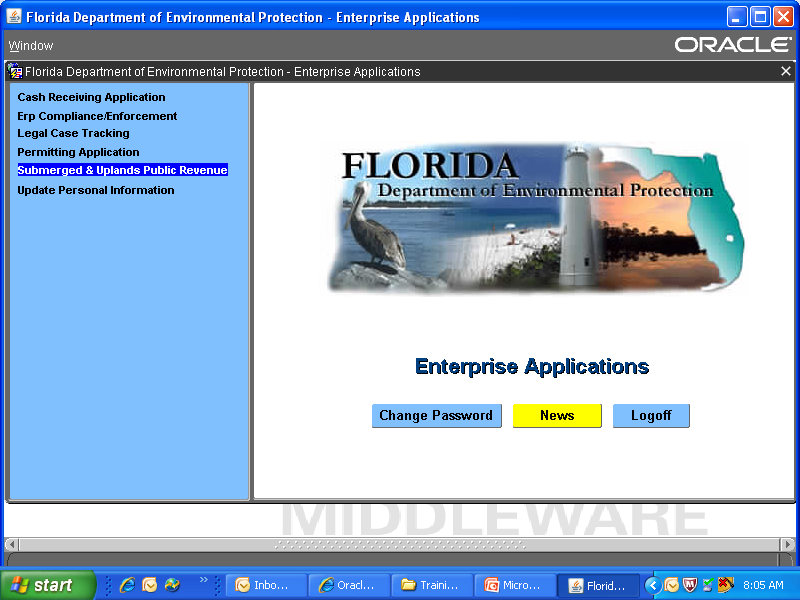 Florida Department of Environmental Protection - Enterprise Applications
Window
ORACLE
Florida Department of Environmental Protection - Enterprise Applications
Cash Receiving Application
Erp Compliance/Enforcement
Legal Case Tracking
Permitting Application
Submerged & Uplands Public Revenue
Update Personal Information
FLORIDA
Department of Environmental Protection
Enterprise Applications
Change Password
News
Logoff
MIDDLEWARE
start
Inbo...
Oracl...
Traini...
Micro...
Florid...
8:05 AM